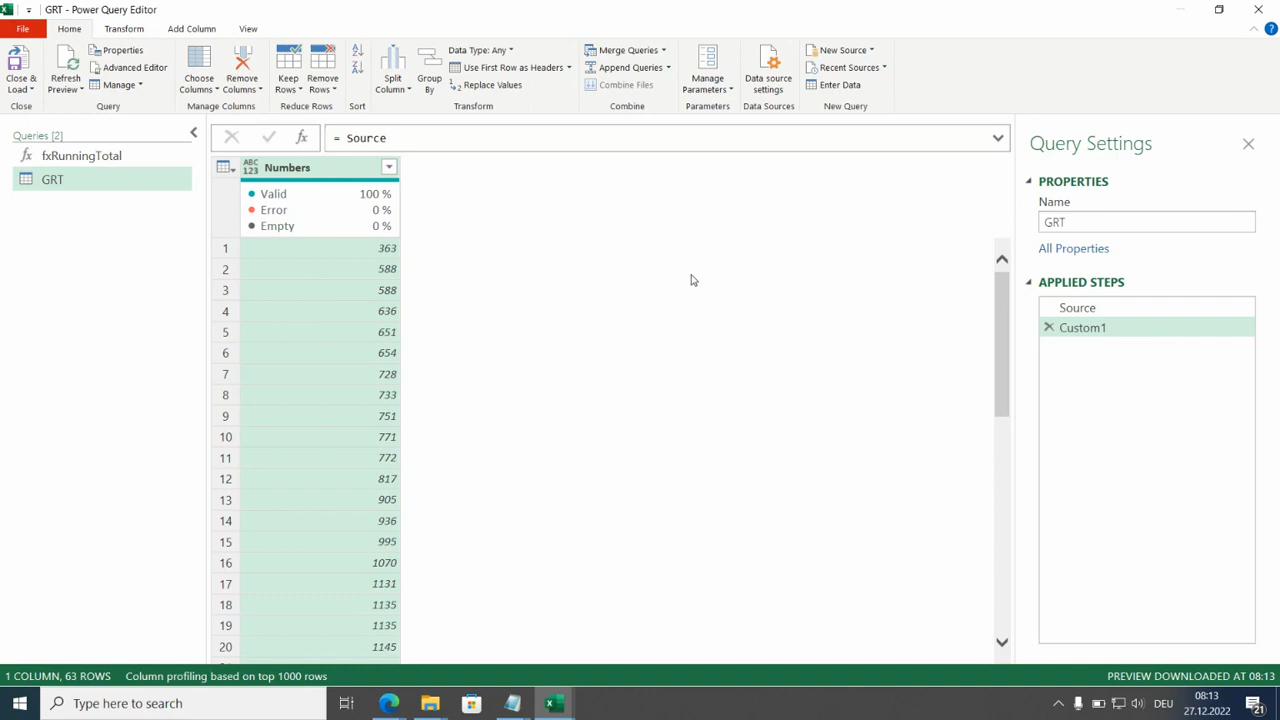 GRT - Power Query Editor
File Home Transform Add Column View
Close & Load
Refresh Preview
Properties
Advanced Editor
Manage
Choose Columns
Remove Columns
Keep Rows
Remove Rows
Split Column
Group By
Data Type: Any
Use First Row as Headers
Replace Values
Merge Queries
Append Queries
Combine Files
Manage Parameters
Data source settings
New Source
Recent Sources
Enter Data
Close Query Manage Columns Reduce Rows Sort Transform Combine Parameters Data Sources New Query
Queries [2]
fx fxRunningTotal
GRT
fx = Source
ABC 123 Numbers
Valid 100 %
Error 0 %
Empty 0 %
1 363
2 588
3 588
4 636
5 651
6 654
7 728
8 733
9 751
10 771
11 772
12 817
13 905
14 936
15 995
16 1070
17 1131
18 1135
19 1135
20 1145
Query Settings
PROPERTIES
Name
GRT
All Properties
APPLIED STEPS
Source
Custom1
1 COLUMN, 63 ROWS Column profiling based on top 1000 rows PREVIEW DOWNLOADED AT 08:13
Type here to search
DEU
08:13
27.12.2022
21